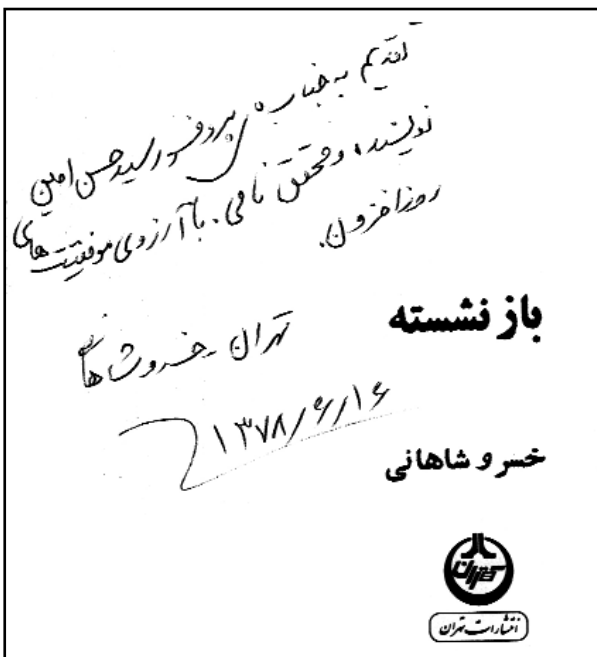 تقدیم به جناب آقای پروفسور سید حسن امین
نویسنده و محقق نامی. با آرزوی موفقیت‌های
روزافزون.
تهران - خسرو شاهانی
۱۳۷۸/۶/۱۶
بازنشسته
خسرو شاهانی
تهران
انتشارات تهران